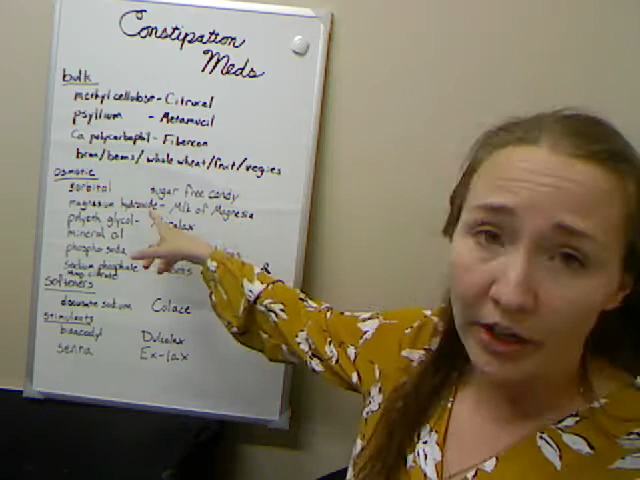 Constipation
Meds
bulk
methylcellulose - Citrucel
psyllium - Metamucil
Ca polycarbophil - Fibercon
bran/beans/whole wheat/fruit/veggies
osmotic
sorbitol sugar free candy
magnesium hydroxide - Milk of Magnesia
polyeth glycol - lax
mineral oil
phospho soda
sodium phosphate
softeners
docusate sodium Colace
Stimulants
bisacodyl Dulcolax
senna Ex-lax